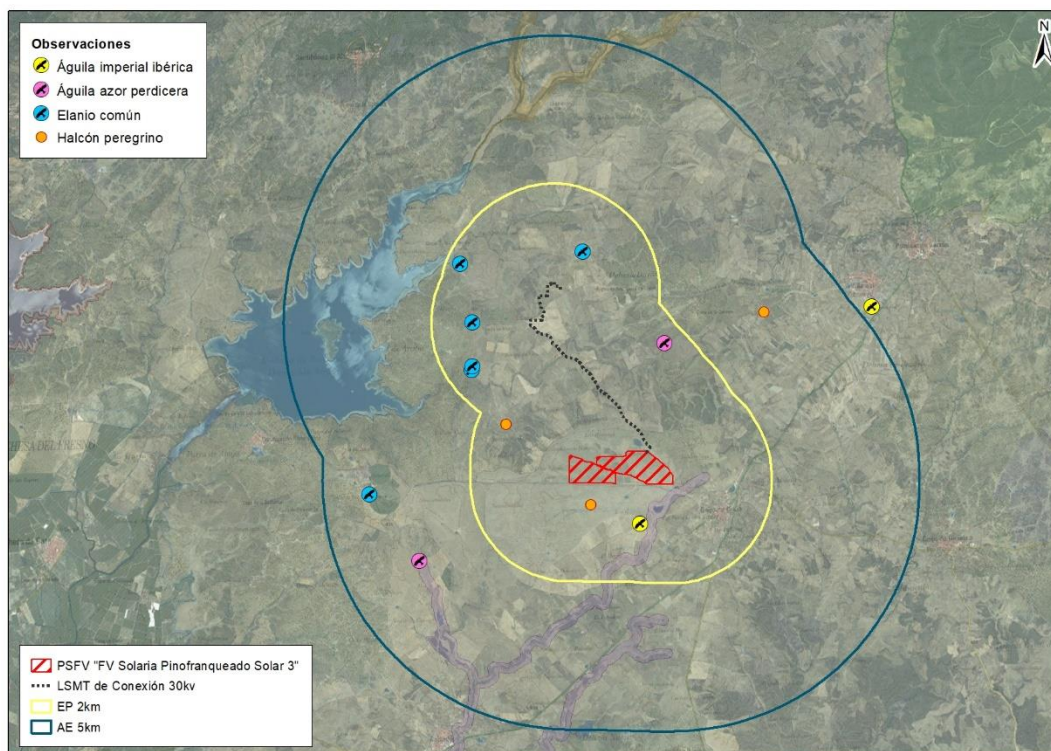 Observaciones
Águila imperial ibérica
Águila azor perdicera
Elanio común
Halcón peregrino
N
PSFV "FV Solaria Pinofranqueado Solar 3"
LSMT de Conexión 30kv
EP 2km
AE 5km